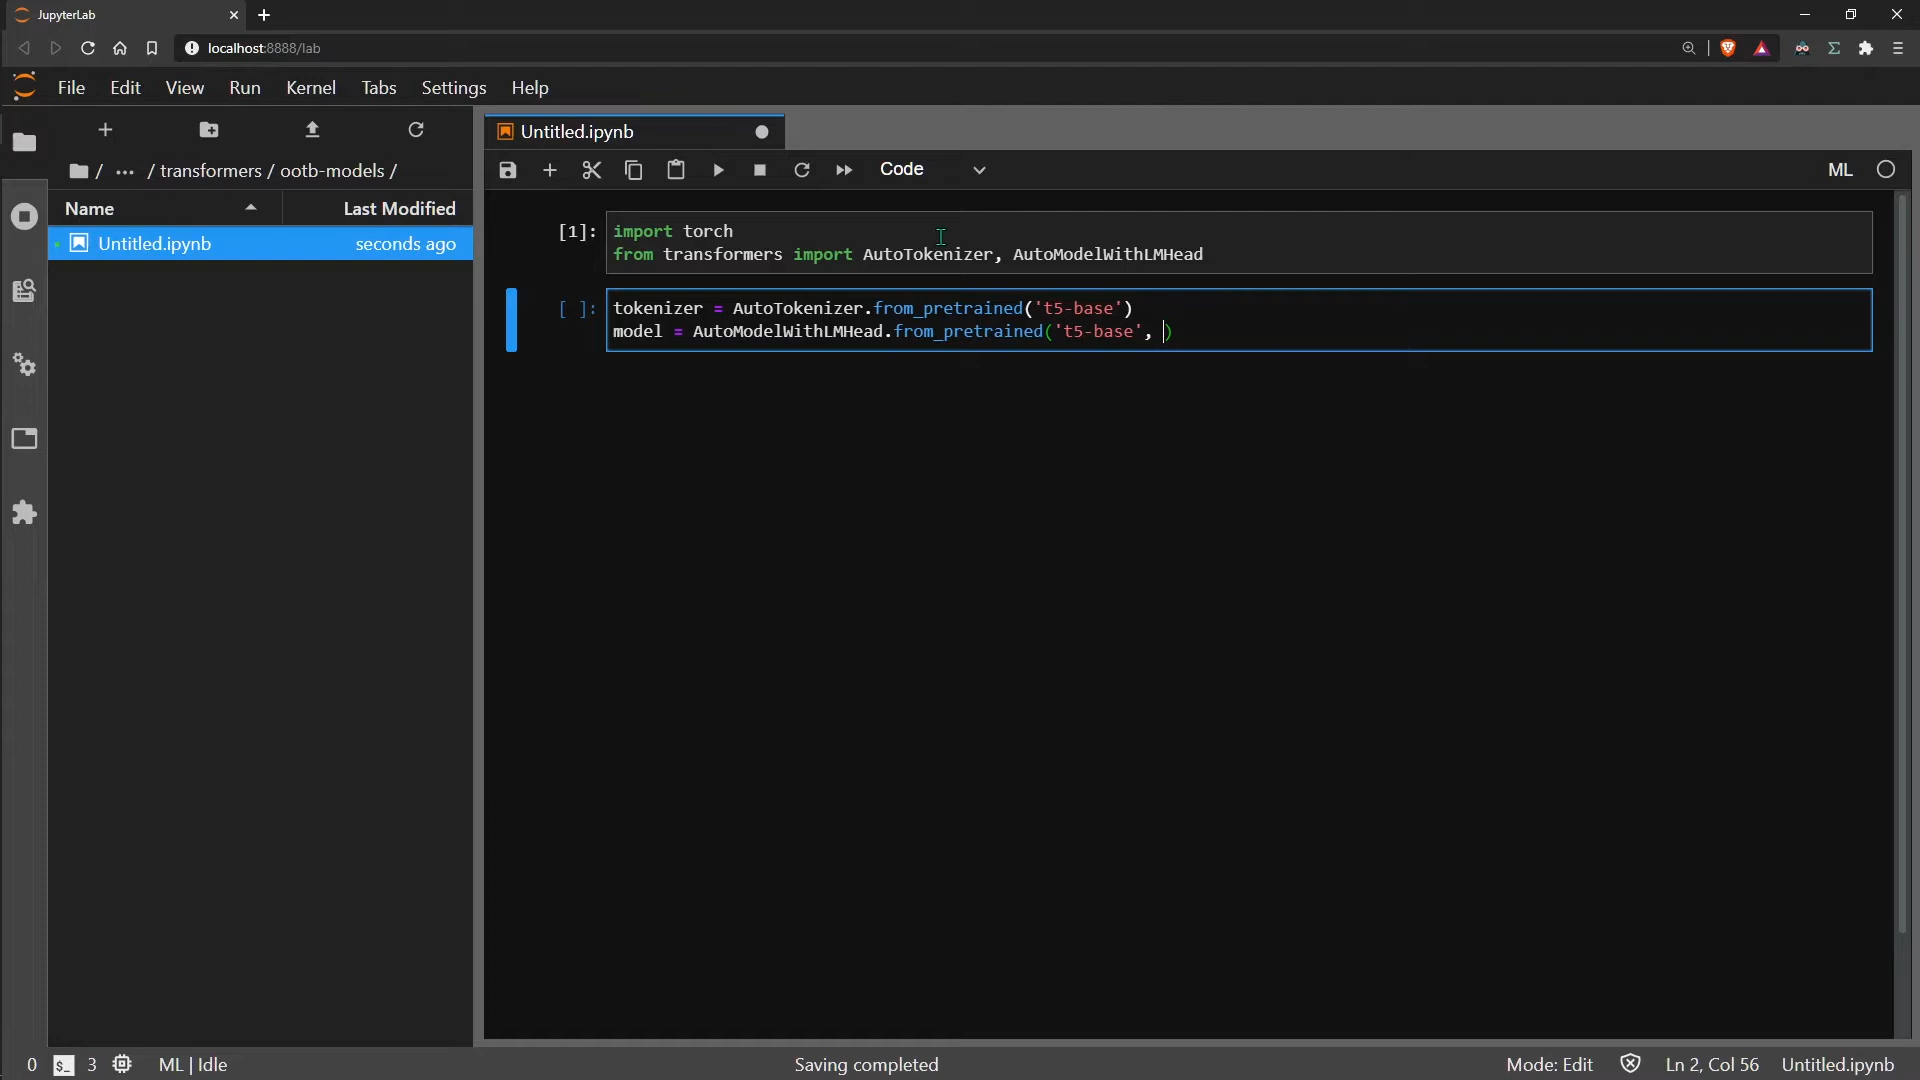 JupyterLab
localhost:8888/lab
File Edit View Run Kernel Tabs Settings Help
/ ... / transformers / ootb-models /
Name Last Modified
Untitled.ipynb seconds ago
Untitled.ipynb
Code
ML
[1]: import torch
from transformers import AutoTokenizer, AutoModelWithLMHead
[ ]: tokenizer = AutoTokenizer.from_pretrained('t5-base')
model = AutoModelWithLMHead.from_pretrained('t5-base', )
0 $_ 3 ML | Idle Saving completed Mode: Edit Ln 2, Col 56 Untitled.ipynb